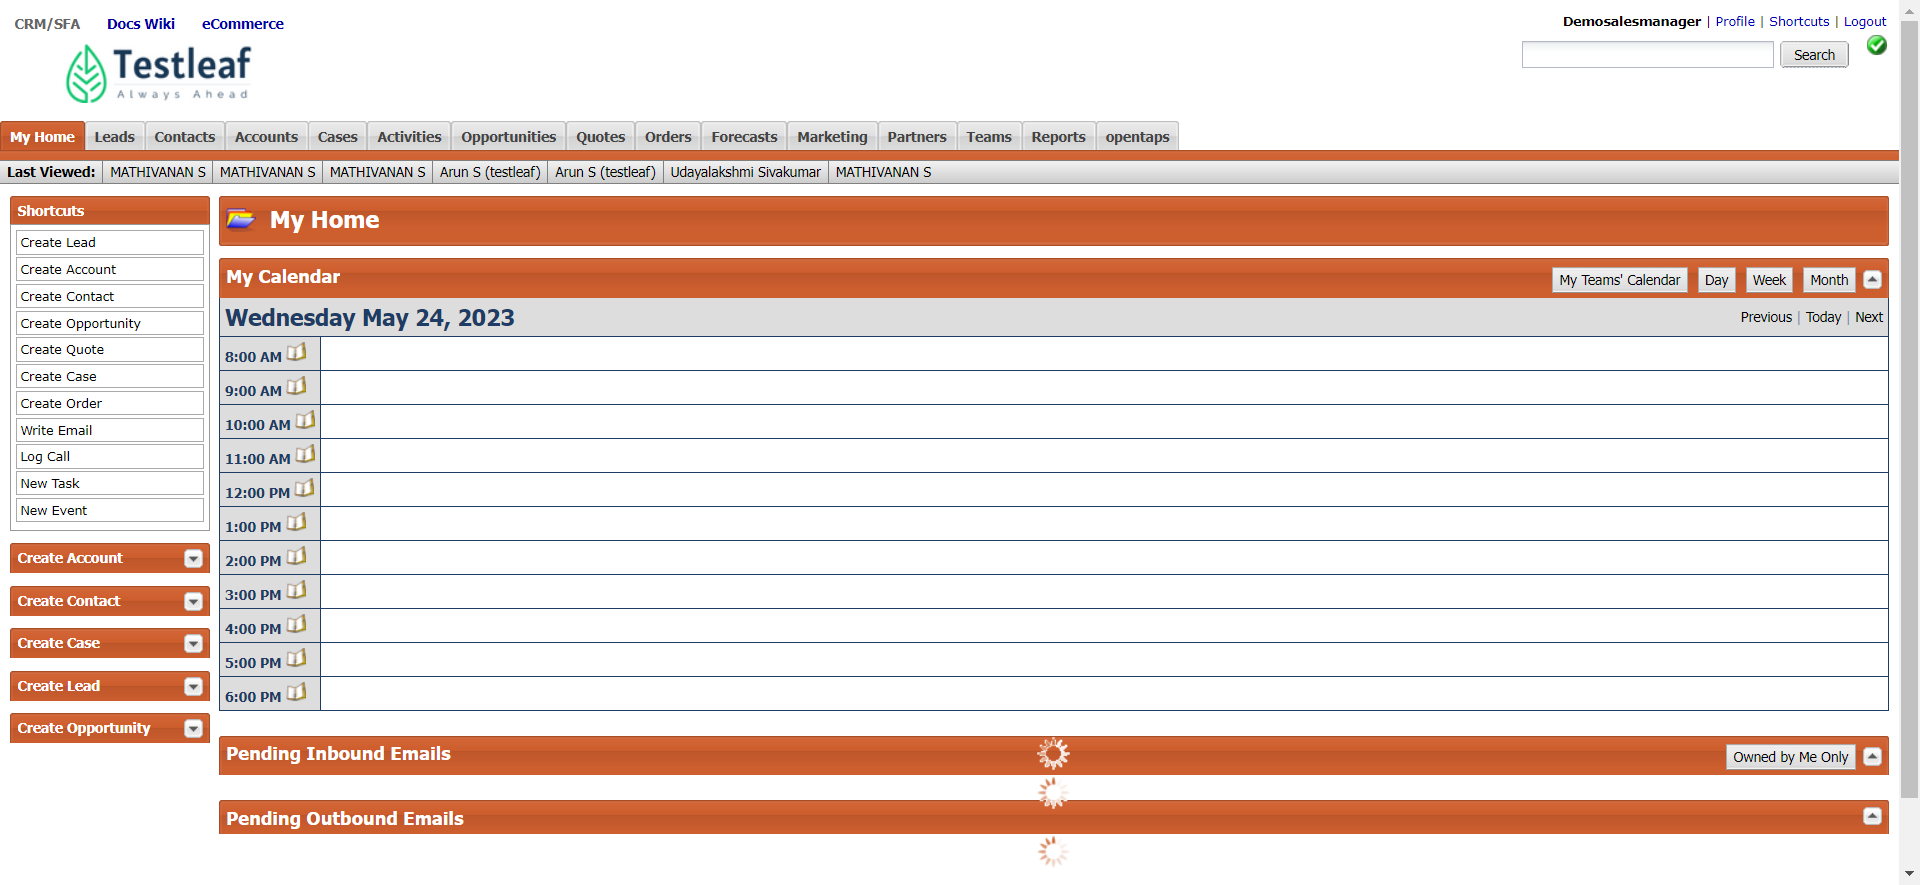 CRM/SFA Docs Wiki eCommerce
Demosalesmanager | Profile | Shortcuts | Logout
Testleaf
Always Ahead
Search
My Home Leads Contacts Accounts Cases Activities Opportunities Quotes Orders Forecasts Marketing Partners Teams Reports opentaps
Last Viewed: MATHIVANAN S MATHIVANAN S MATHIVANAN S Arun S (testleaf) Arun S (testleaf) Udayalakshmi Sivakumar MATHIVANAN S
Shortcuts
Create Lead
Create Account
Create Contact
Create Opportunity
Create Quote
Create Case
Create Order
Write Email
Log Call
New Task
New Event
Create Account
Create Contact
Create Case
Create Lead
Create Opportunity
My Home
My Calendar
My Teams' Calendar Day Week Month
Wednesday May 24, 2023
Previous | Today | Next
8:00 AM
9:00 AM
10:00 AM
11:00 AM
12:00 PM
1:00 PM
2:00 PM
3:00 PM
4:00 PM
5:00 PM
6:00 PM
Pending Inbound Emails
Owned by Me Only
Pending Outbound Emails